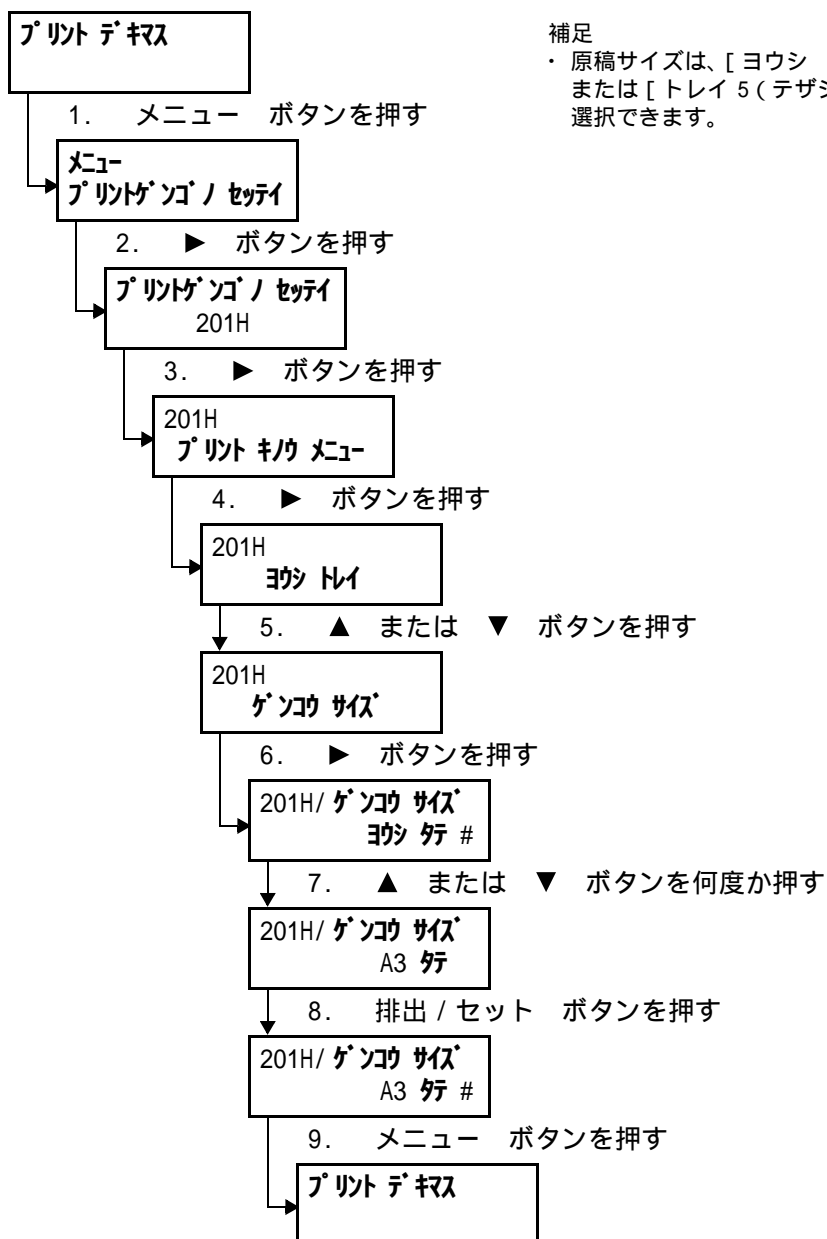 プリント デキマス
補足
・ 原稿サイズは、[ ヨウシ
または [ トレイ 5 ( テザシ
選択できます。
1. メニュー ボタンを押す
メニュー
プリントゲンゴノ セッテイ
2. ▶ ボタンを押す
プリントゲンゴノ セッテイ
201H
3. ▶ ボタンを押す
201H
プリント キノウ メニュー
4. ▶ ボタンを押す
201H
ヨウシ トレイ
5. ▲ または ▼ ボタンを押す
201H
ゲンコウ サイズ
6. ▶ ボタンを押す
201H/ ゲンコウ サイズ
ヨウシ タテ #
7. ▲ または ▼ ボタンを何度か押す
201H/ ゲンコウ サイズ
A3 タテ
8. 排出 / セット ボタンを押す
201H/ ゲンコウ サイズ
A3 タテ #
9. メニュー ボタンを押す
プリント デキマス